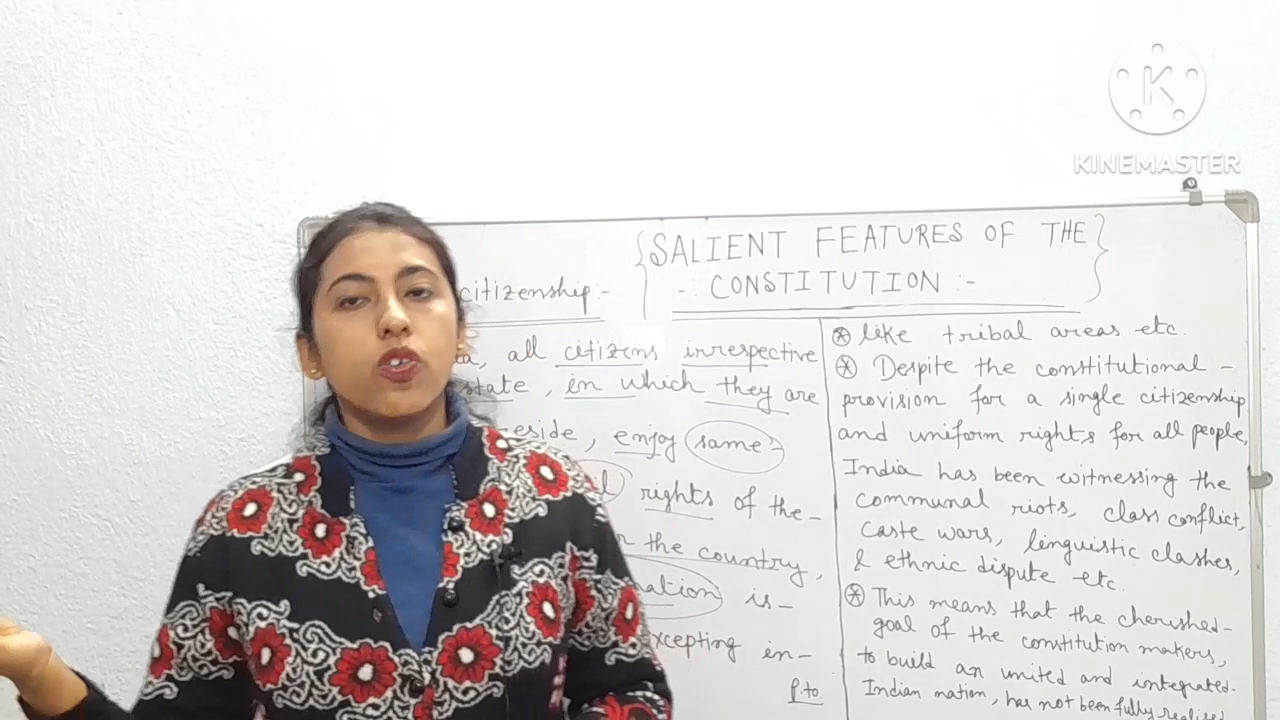 K
KINEMASTER
{SALIENT FEATURES OF THE
-: CONSTITUTION :-}
citizenship :-
all citizens irrespective
state, in which they are
reside, enjoy same :-
rights of the-
the country,
is-
excepting in-
P.to
⊛ like tribal areas etc.
⊛ Despite the constitutional -
provision for a single citizenship
and uniform rights for all people,
India has been witnessing the
communal riots, class conflict,
caste wars, linguistic clashes,
& ethnic dispute etc.
⊛ This means that the cherished-
goal of the constitution makers,
to build an united and integrated-
Indian nation, has not been fully realised